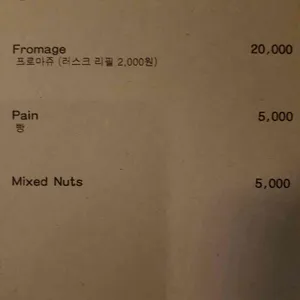 Fromage 20,000
프로마쥬 (러스크 리필 2,000원)
Pain 5,000
빵
Mixed Nuts 5,000